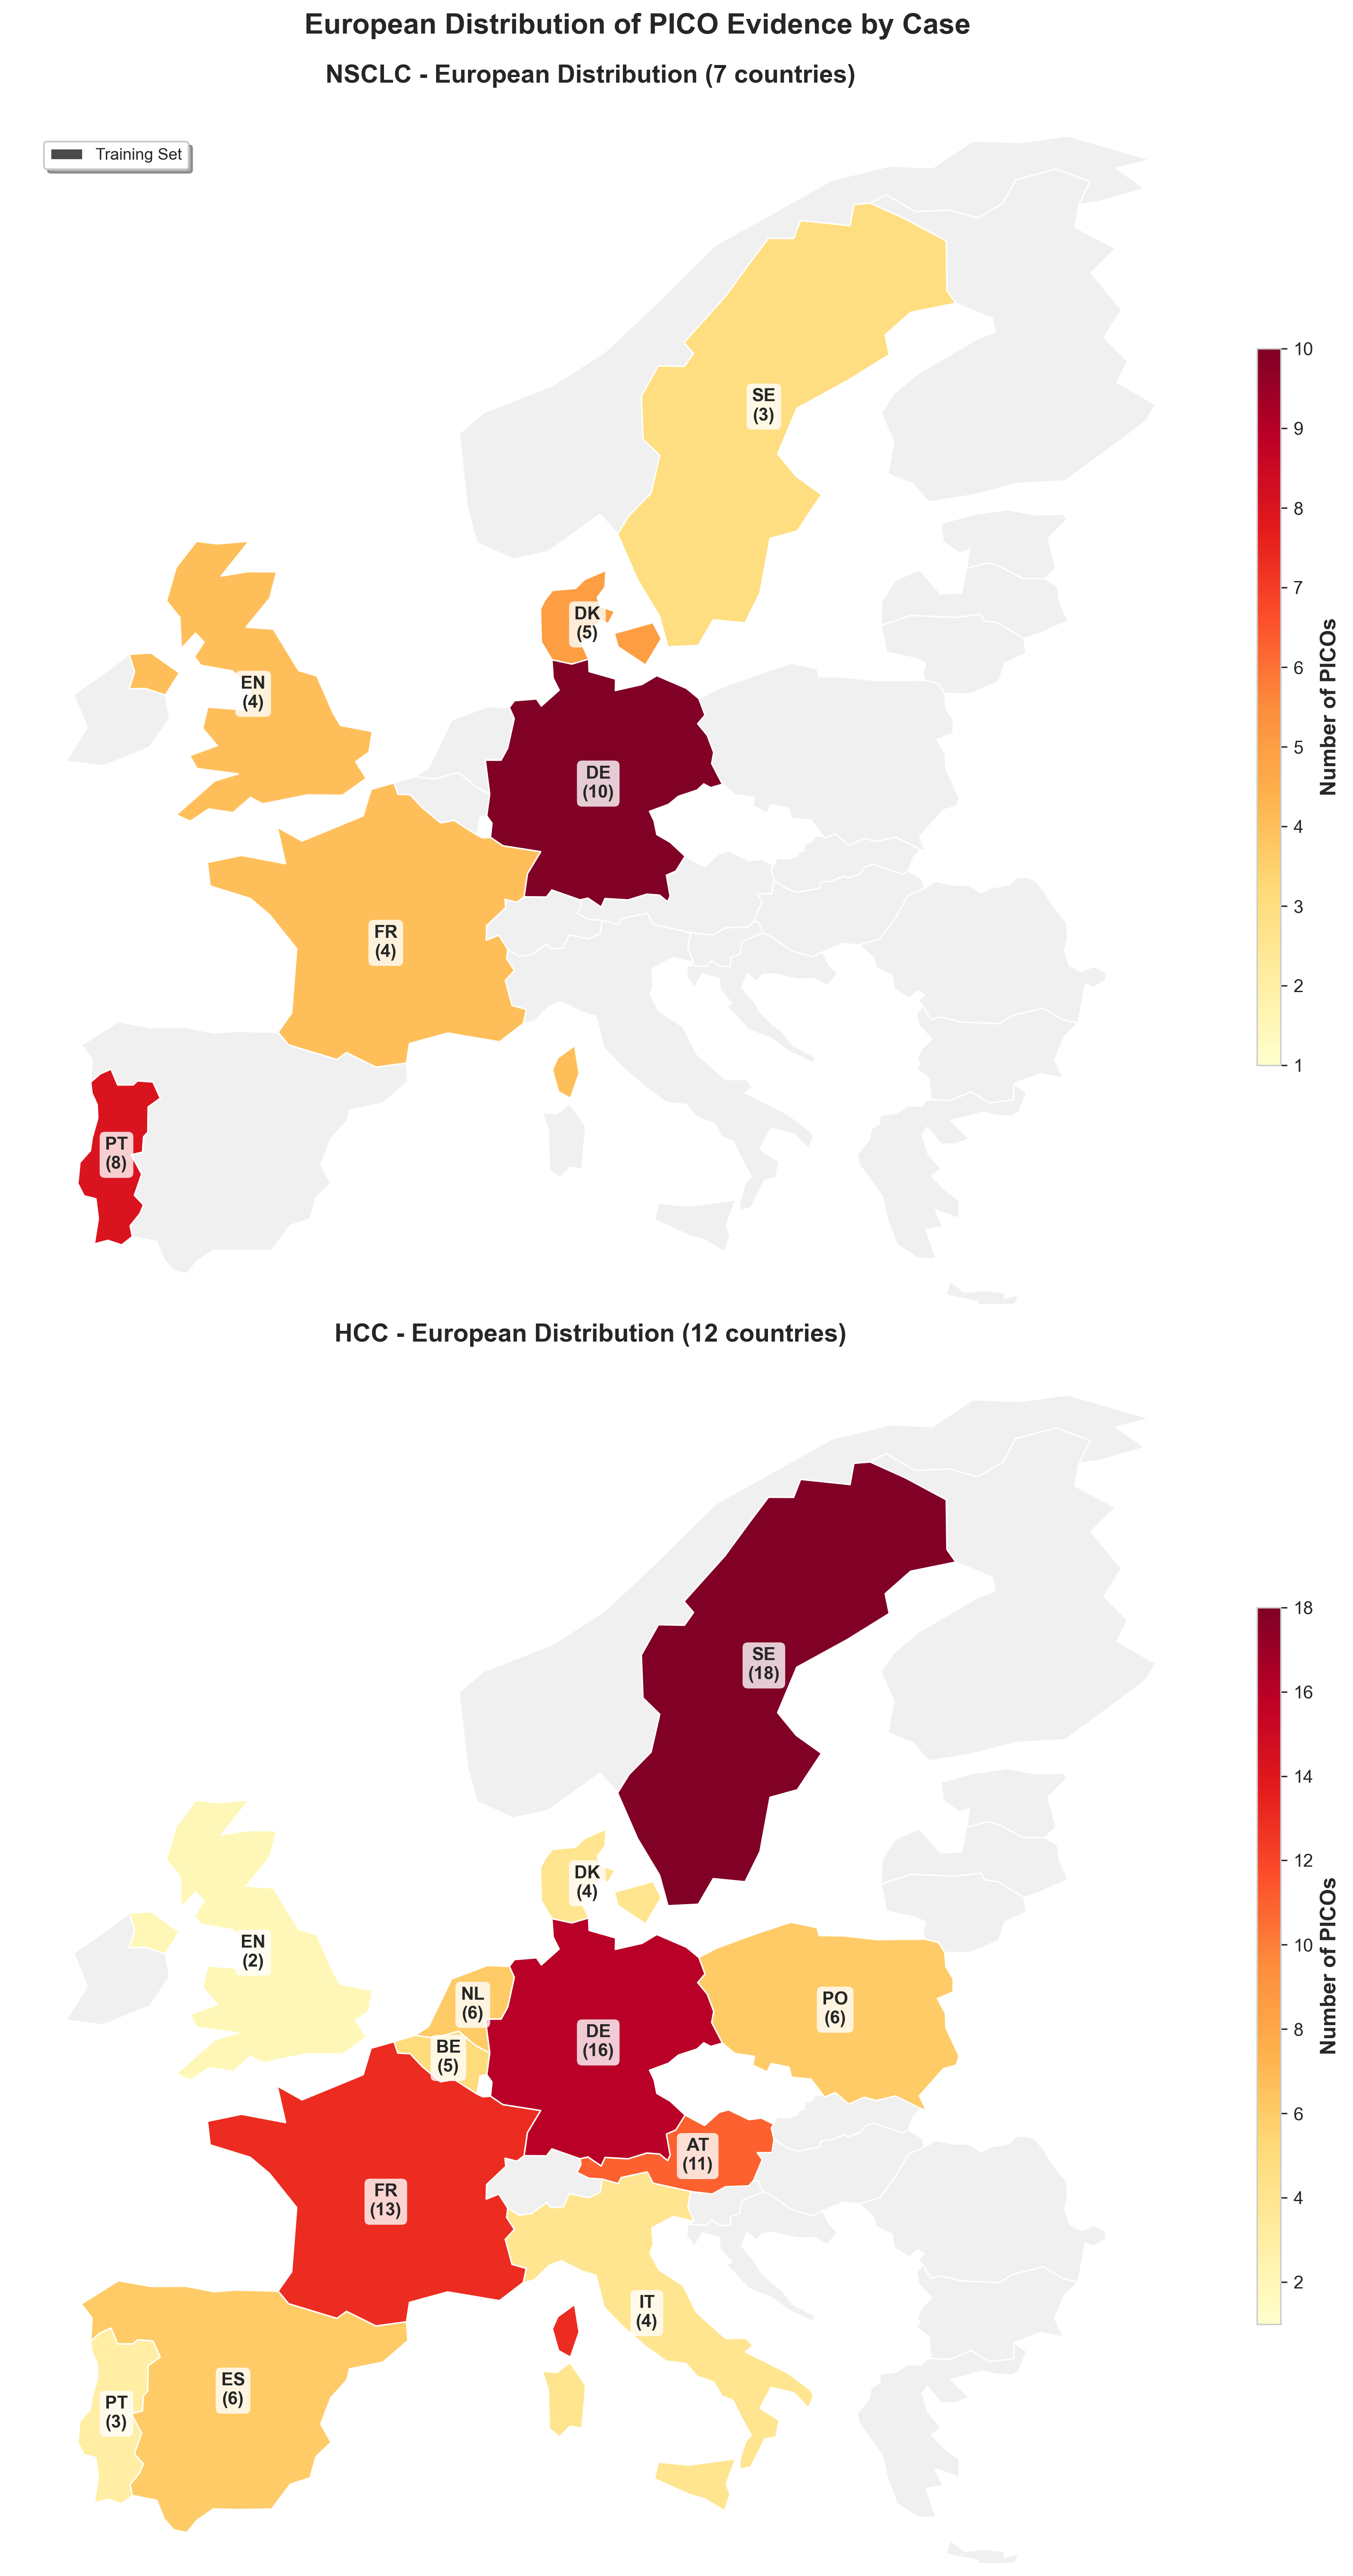 European Distribution of PICO Evidence by Case
NSCLC - European Distribution (7 countries)
Training Set
SE
(3)
DK
(5)
EN
(4)
DE
(10)
FR
(4)
PT
(8)
10
9
8
7
6
5
4
3
2
1
Number of PICOs
HCC - European Distribution (12 countries)
SE
(18)
DK
(4)
EN
(2)
NL
(6)
PO
(6)
DE
(16)
BE
(5)
AT
(11)
FR
(13)
IT
(4)
ES
(6)
PT
(3)
18
16
14
12
10
8
6
4
2
Number of PICOs